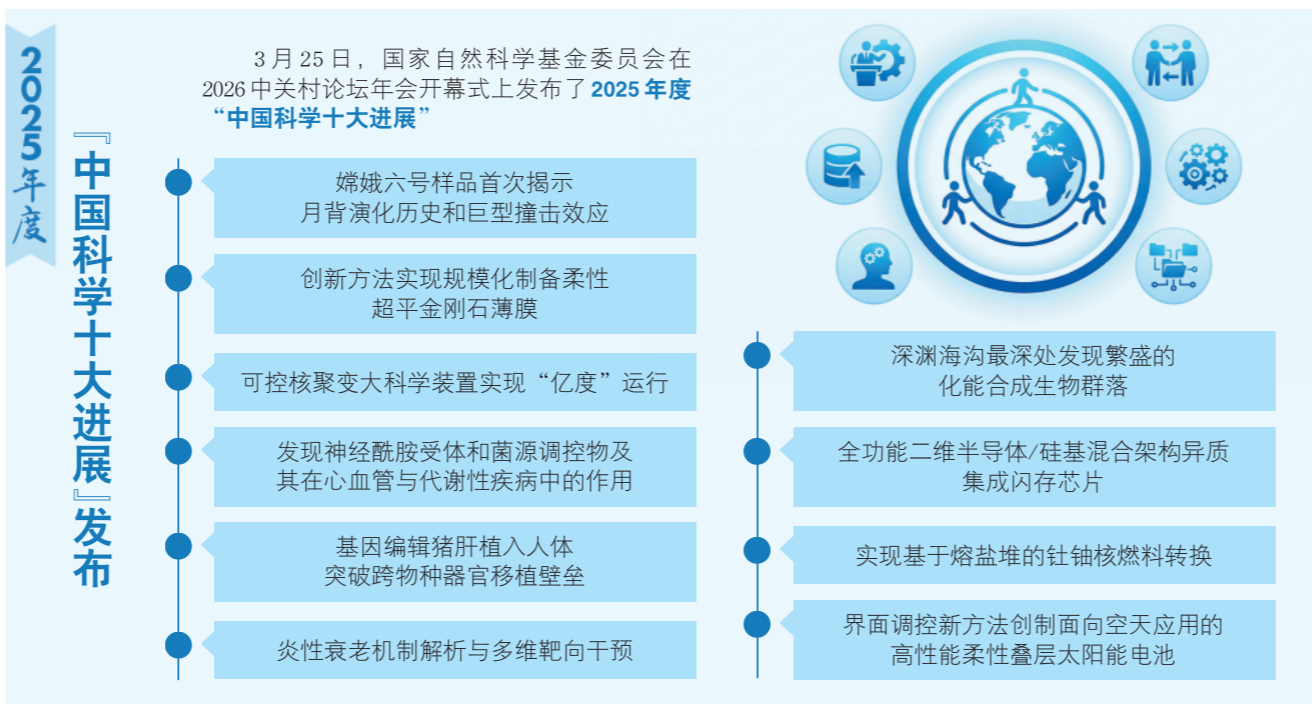 2025年度
『中国科学十大进展』发布
3月25日，国家自然科学基金委员会在
2026中关村论坛年会开幕式上发布了2025年度
“中国科学十大进展”
嫦娥六号样品首次揭示
月背演化历史和巨型撞击效应
创新方法实现规模化制备柔性
超平金刚石薄膜
可控核聚变大科学装置实现“亿度”运行
发现神经酰胺受体和菌源调控物及
其在心血管与代谢性疾病中的作用
基因编辑猪肝植入人体
突破跨物种器官移植壁垒
炎性衰老机制解析与多维靶向干预
深渊海沟最深处发现繁盛的
化能合成生物群落
全功能二维半导体/硅基混合架构异质
集成闪存芯片
实现基于熔盐堆的钍铀核燃料转换
界面调控新方法创制面向空天应用的
高性能柔性叠层太阳能电池